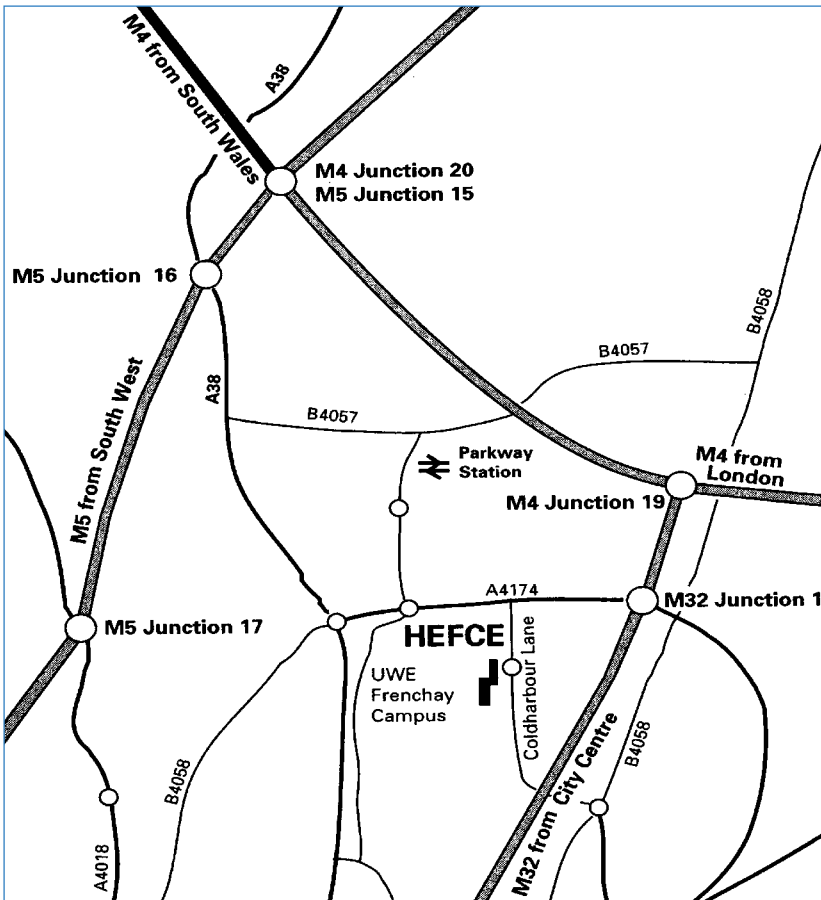 M4 from South Wales
A38
M4 Junction 20
M5 Junction 15
M5 Junction 16
B4058
B4057
A38
B4057
M5 from South West
Parkway
Station
M4 from
London
M4 Junction 19
A4174
M32 Junction 1
M5 Junction 17
HEFCE
UWE
Frenchay
Campus
Coldharbour Lane
B4058
B4058
M32 from City Centre
A4018